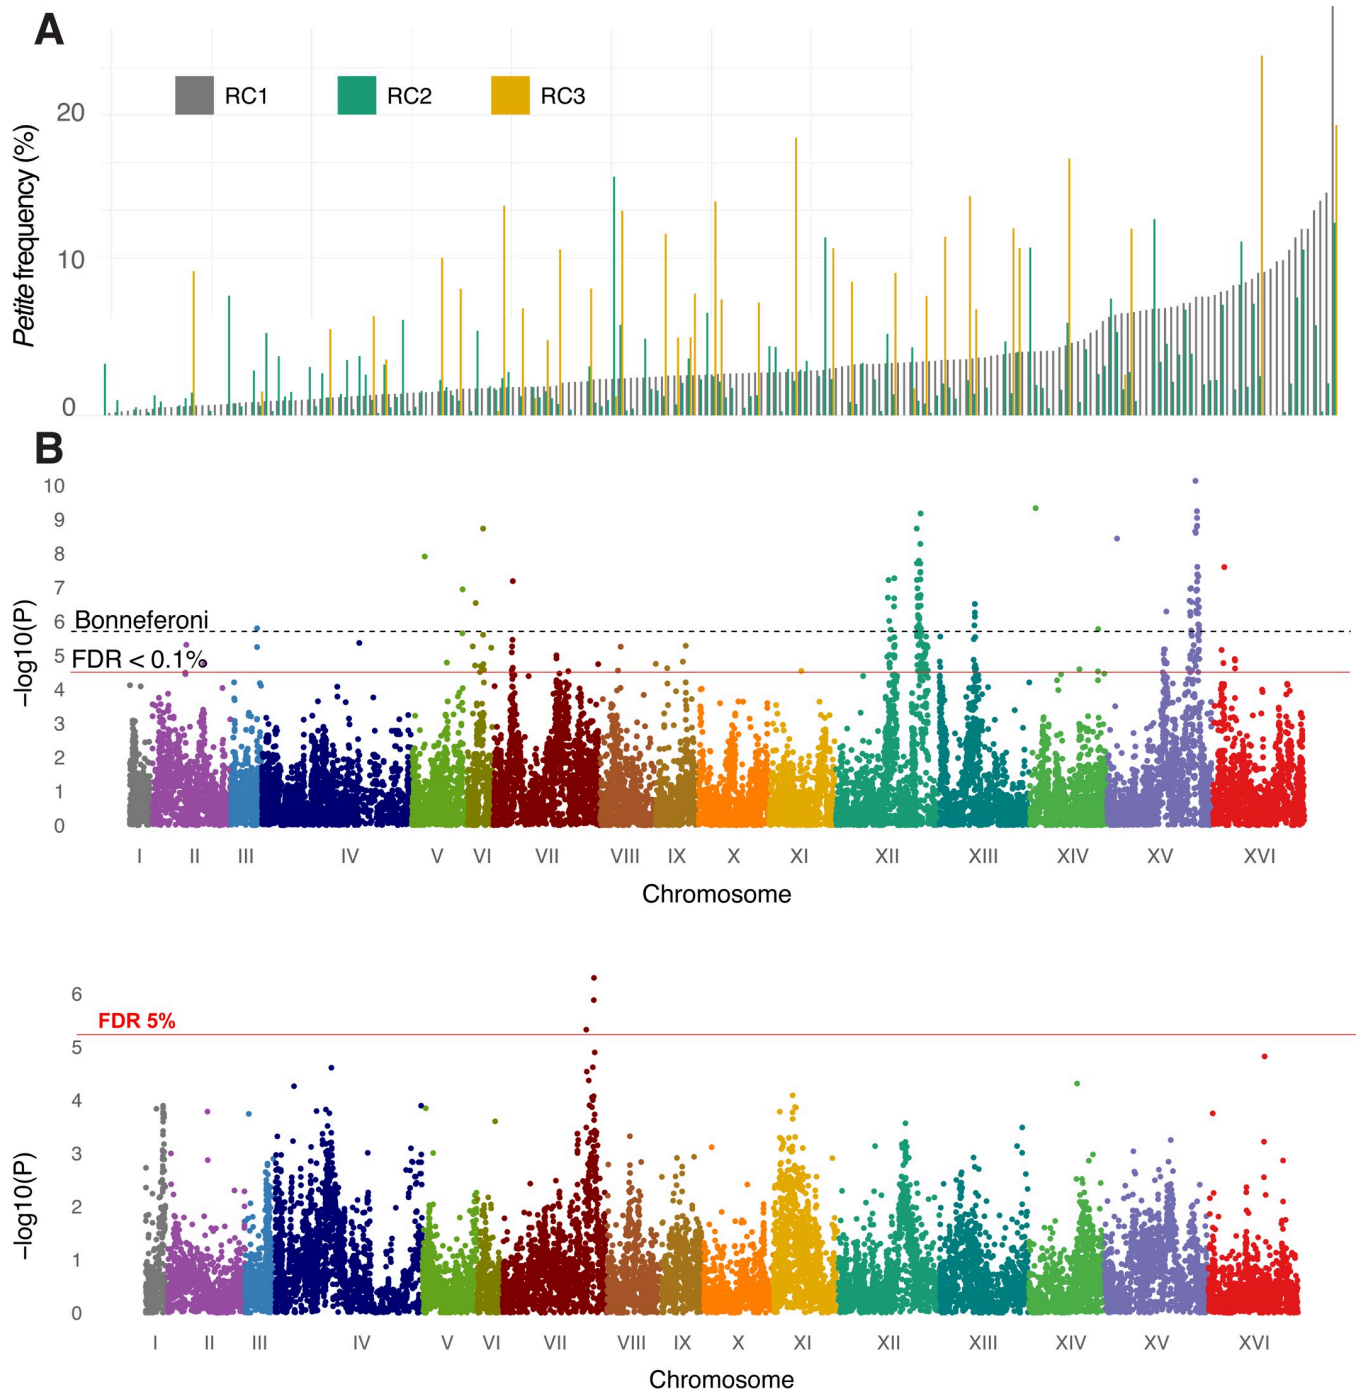 A
RC1 RC2 RC3
Petite frequency (%)
20
10
0
B
10
9
8
7
6
5
4
3
2
1
0
−log10(P)
Bonneferoni
FDR < 0.1%
I II III IV V VI VII VIII IX X XI XII XIII XIV XV XVI
Chromosome
6
5
4
3
2
1
0
−log10(P)
FDR 5%
I II III IV V VI VII VIII IX X XI XII XIII XIV XV XVI
Chromosome